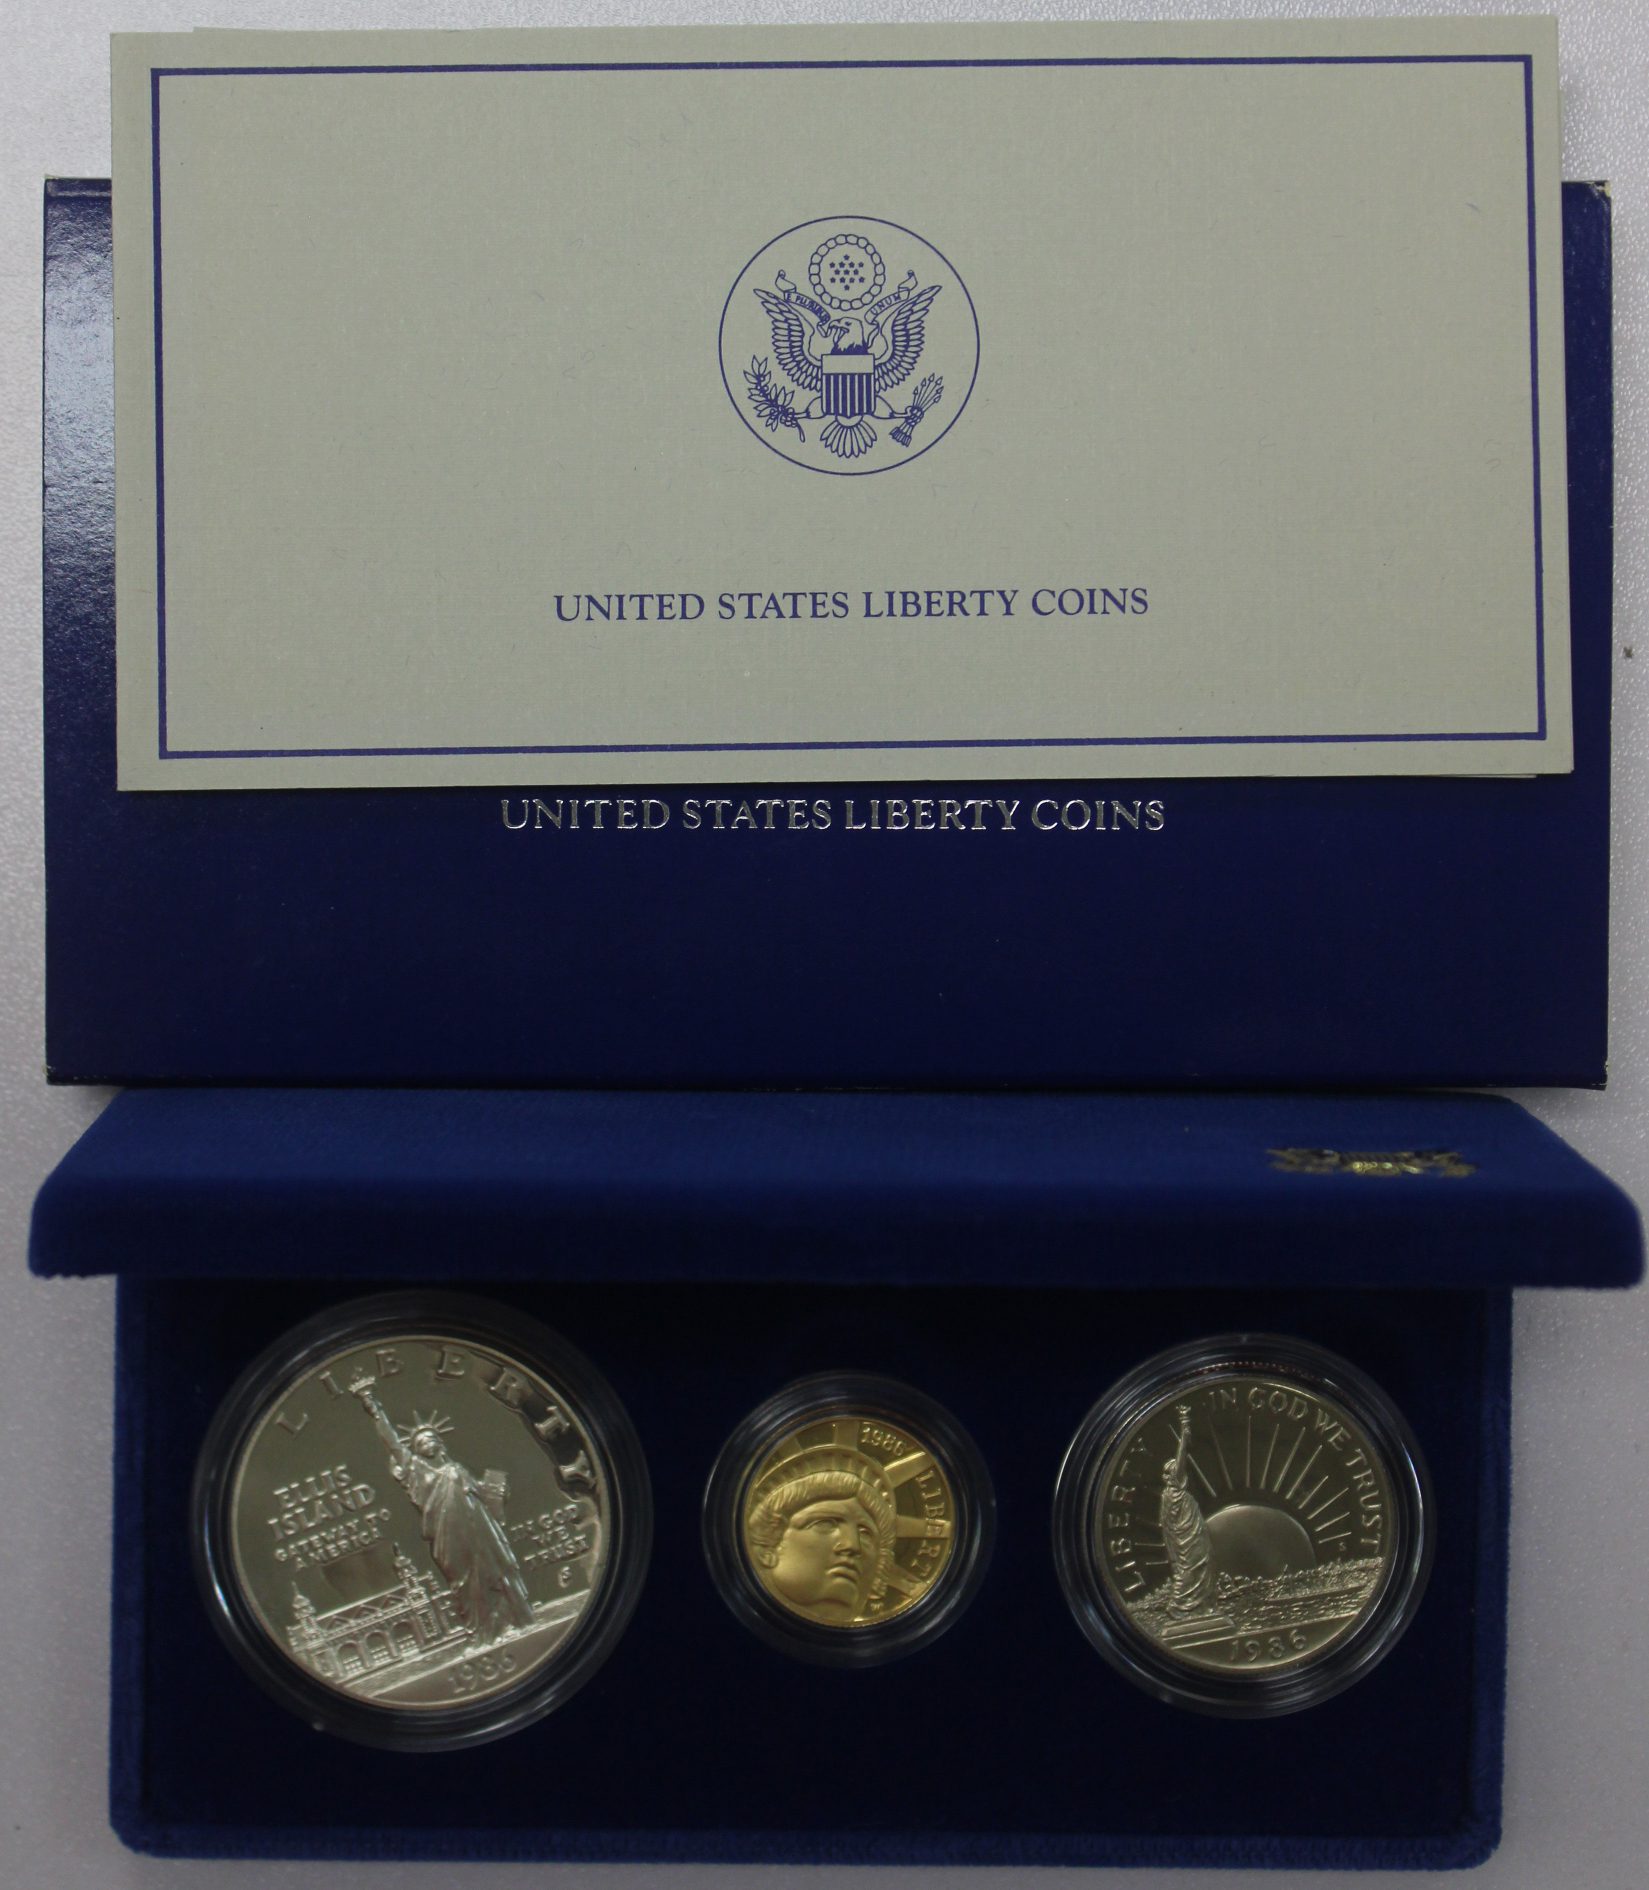 E PLURIBUS UNUM
UNITED STATES LIBERTY COINS
UNITED STATES LIBERTY COINS
LIBERTY
ELLIS
ISLAND
GATEWAY TO
AMERICA
IN GOD
WE
TRUST
S
1986
1986
LIBERTY
IN GOD WE TRUST
LIBERTY
S
1986